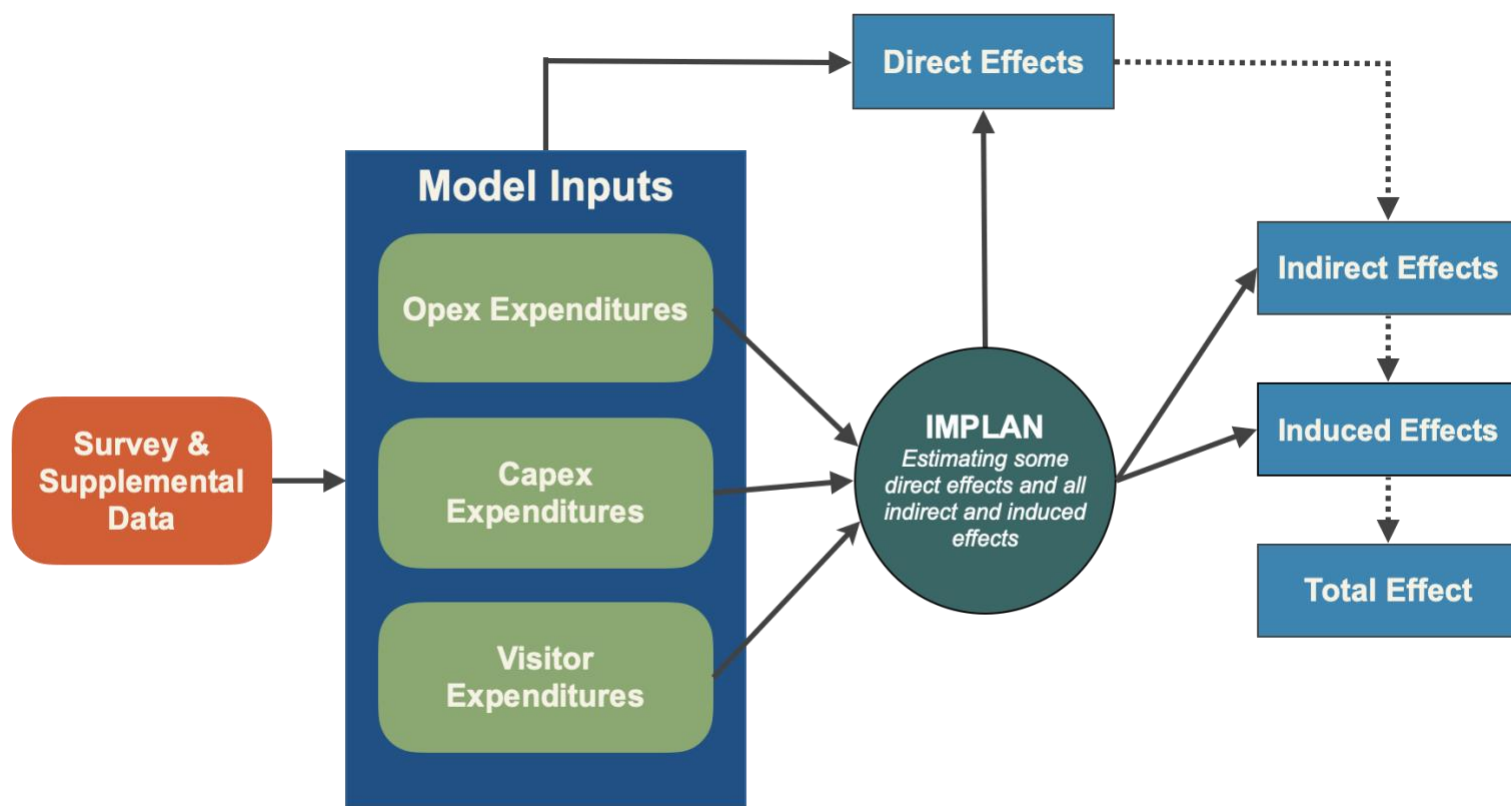 Direct Effects
Model Inputs
Opex Expenditures
Indirect Effects
Survey &
Supplemental
Data
Capex
Expenditures
IMPLAN
Estimating some
direct effects and all
indirect and induced
effects
Induced Effects
Total Effect
Visitor
Expenditures